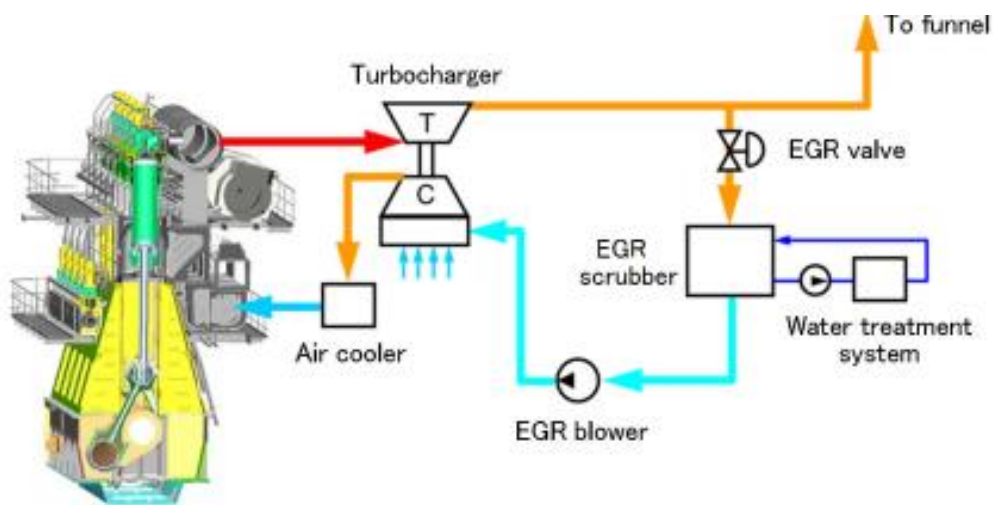 To funnel
Turbocharger
T
EGR valve
C
EGR
scrubber
Air cooler
Water treatment
system
EGR blower